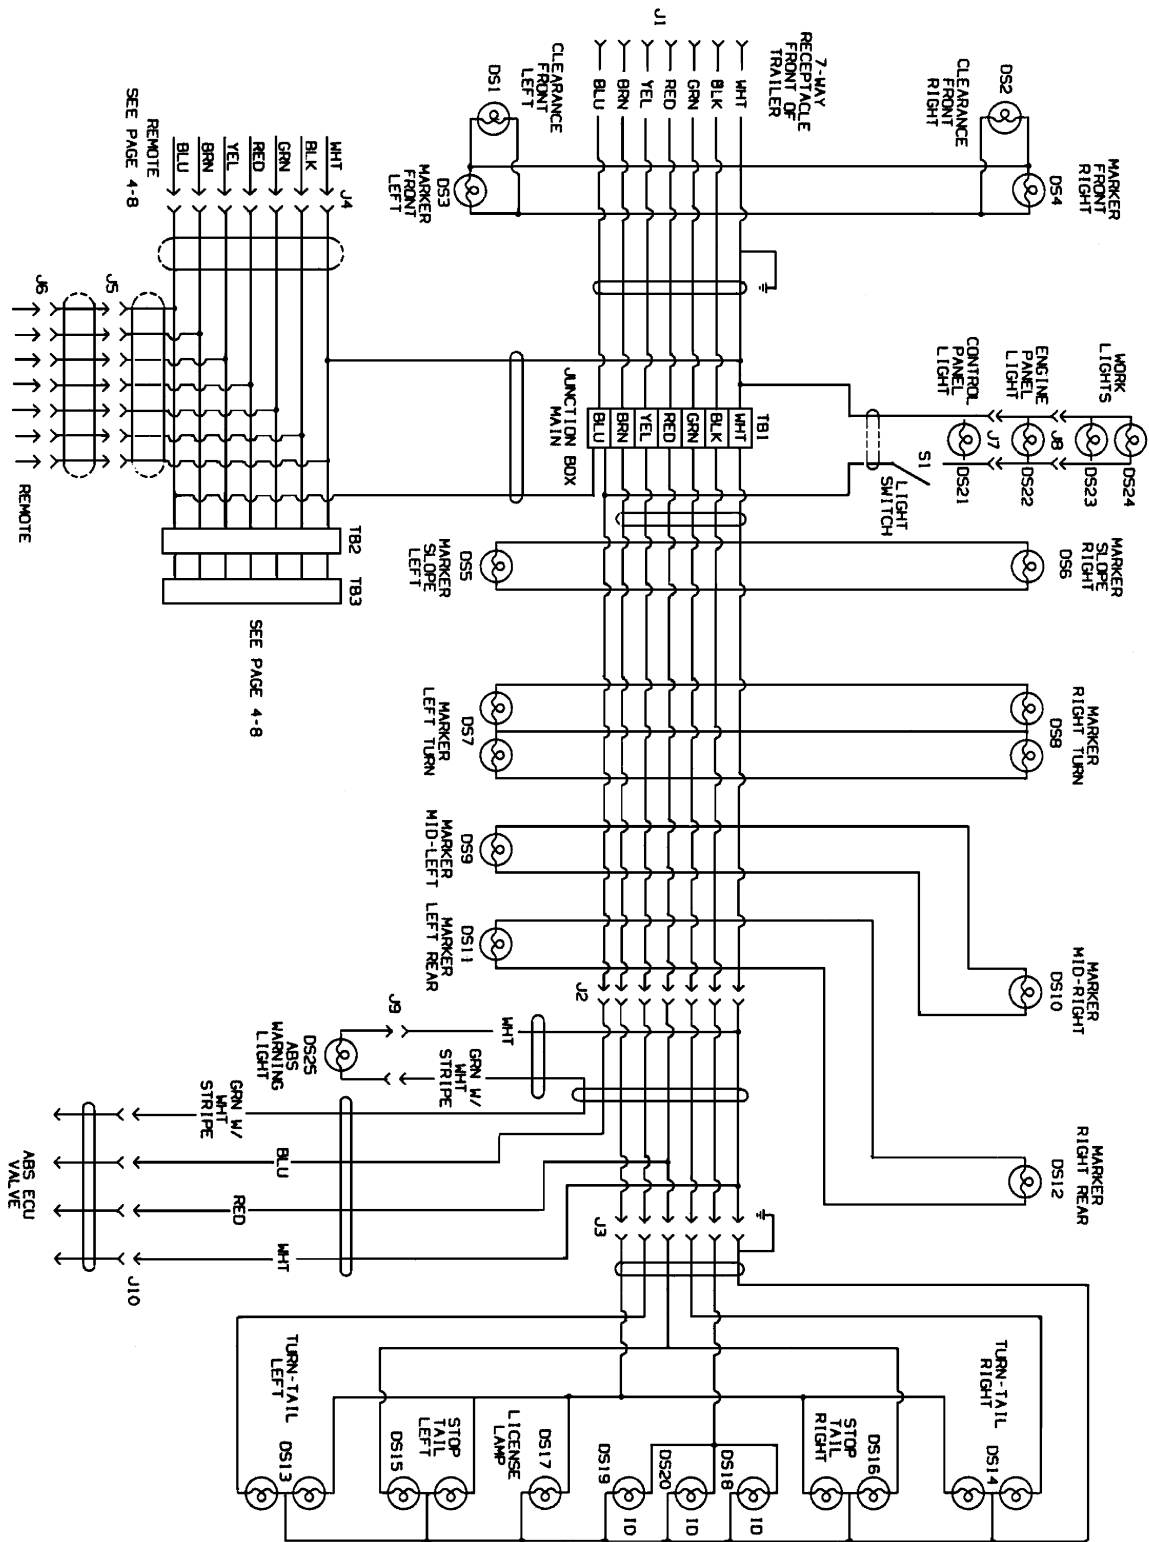 J1
7-WAY
RECEPTACLE
FRONT OF
TRAILER
WHT
BLK
GRN
RED
YEL
BRN
BLU
DS1
CLEARANCE
FRONT
LEFT
DS2
CLEARANCE
FRONT
RIGHT
DS3
MARKER
FRONT
LEFT
MARKER
FRONT
RIGHT
DS4
SEE PAGE 4-8
REMOTE
WHT
BLK
GRN
RED
YEL
BRN
BLU
J4
J5
J6
REMOTE
JUNCTION BOX
MAIN
TB1
WHT
BLK
GRN
RED
YEL
BRN
BLU
WORK
LIGHTS
ENGINE
PANEL
LIGHT
CONTROL
PANEL
LIGHT
J7
J8
DS21
DS22
DS23
DS24
S1
LIGHT
SWITCH
TB2
TB3
SEE PAGE 4-8
DS5
MARKER
SLOPE
LEFT
MARKER
SLOPE
RIGHT
DS6
DS7
MARKER
LEFT TURN
MARKER
RIGHT TURN
DS8
DS9
MARKER
MID-LEFT
MARKER
MID-RIGHT
DS10
DS11
MARKER
LEFT REAR
MARKER
RIGHT REAR
DS12
J2
J9
WHT
GRN W/
WHT
STRIPE
DS25
ABS
WARNING
LIGHT
GRN W/
WHT
STRIPE
BLU
RED
WHT
ABS ECU
VALVE
J10
J3
TURN-TAIL
RIGHT
DS14
DS16
STOP
TAIL
RIGHT
DS18
ID
DS20
ID
DS19
ID
DS17
LICENSE
LAMP
STOP
TAIL
LEFT
DS15
TURN-TAIL
LEFT
DS13